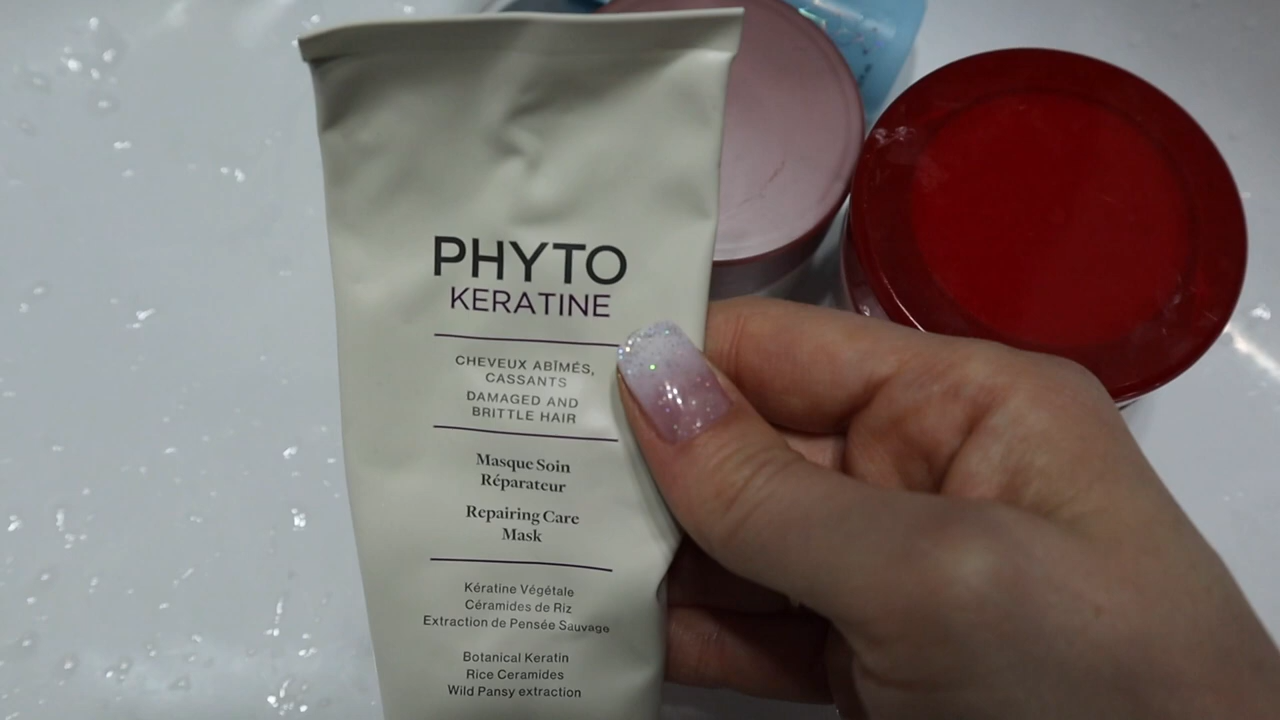 PHYTO
KERATINE
CHEVEUX ABÎMÉS,
CASSANTS
DAMAGED AND
BRITTLE HAIR
Masque Soin
Réparateur
Repairing Care
Mask
Kératine Végétale
Céramides de Riz
Extraction de Pensée Sauvage
Botanical Keratin
Rice Ceramides
Wild Pansy extraction